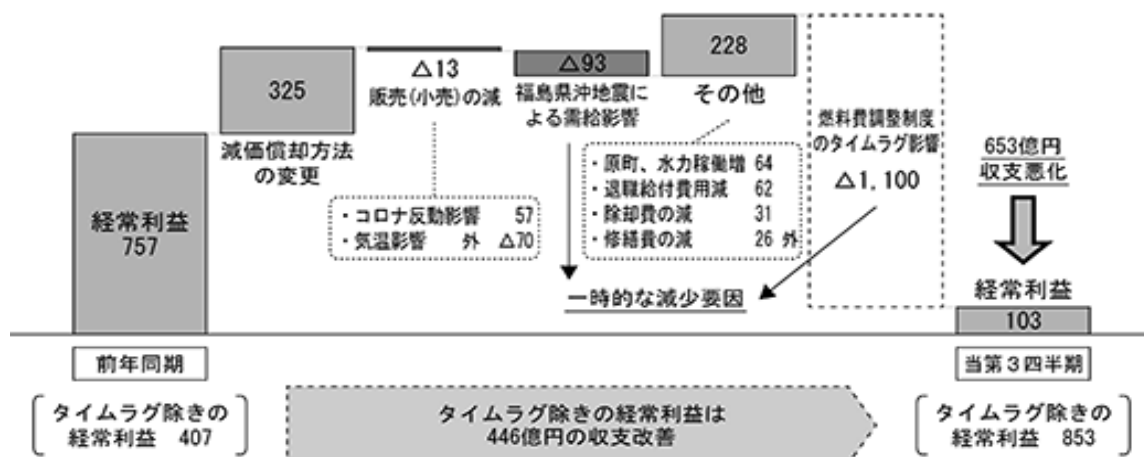 経常利益
757
前年同期
タイムラグ除きの
経常利益 407
325
減価償却方法
の変更
△13
販売(小売)の減
・コロナ反動影響 57
・気温影響 外 △70
△93
福島県沖地震に
よる需給影響
228
その他
・原町、水力稼働増 64
・退職給付費用減 62
・除却費の減 31
・修繕費の減 26 外
一時的な減少要因
燃料費調整制度
のタイムラグ影響
△1,100
653億円
収支悪化
経常利益
103
当第3四半期
タイムラグ除きの
経常利益 853
タイムラグ除きの経常利益は
446億円の収支改善